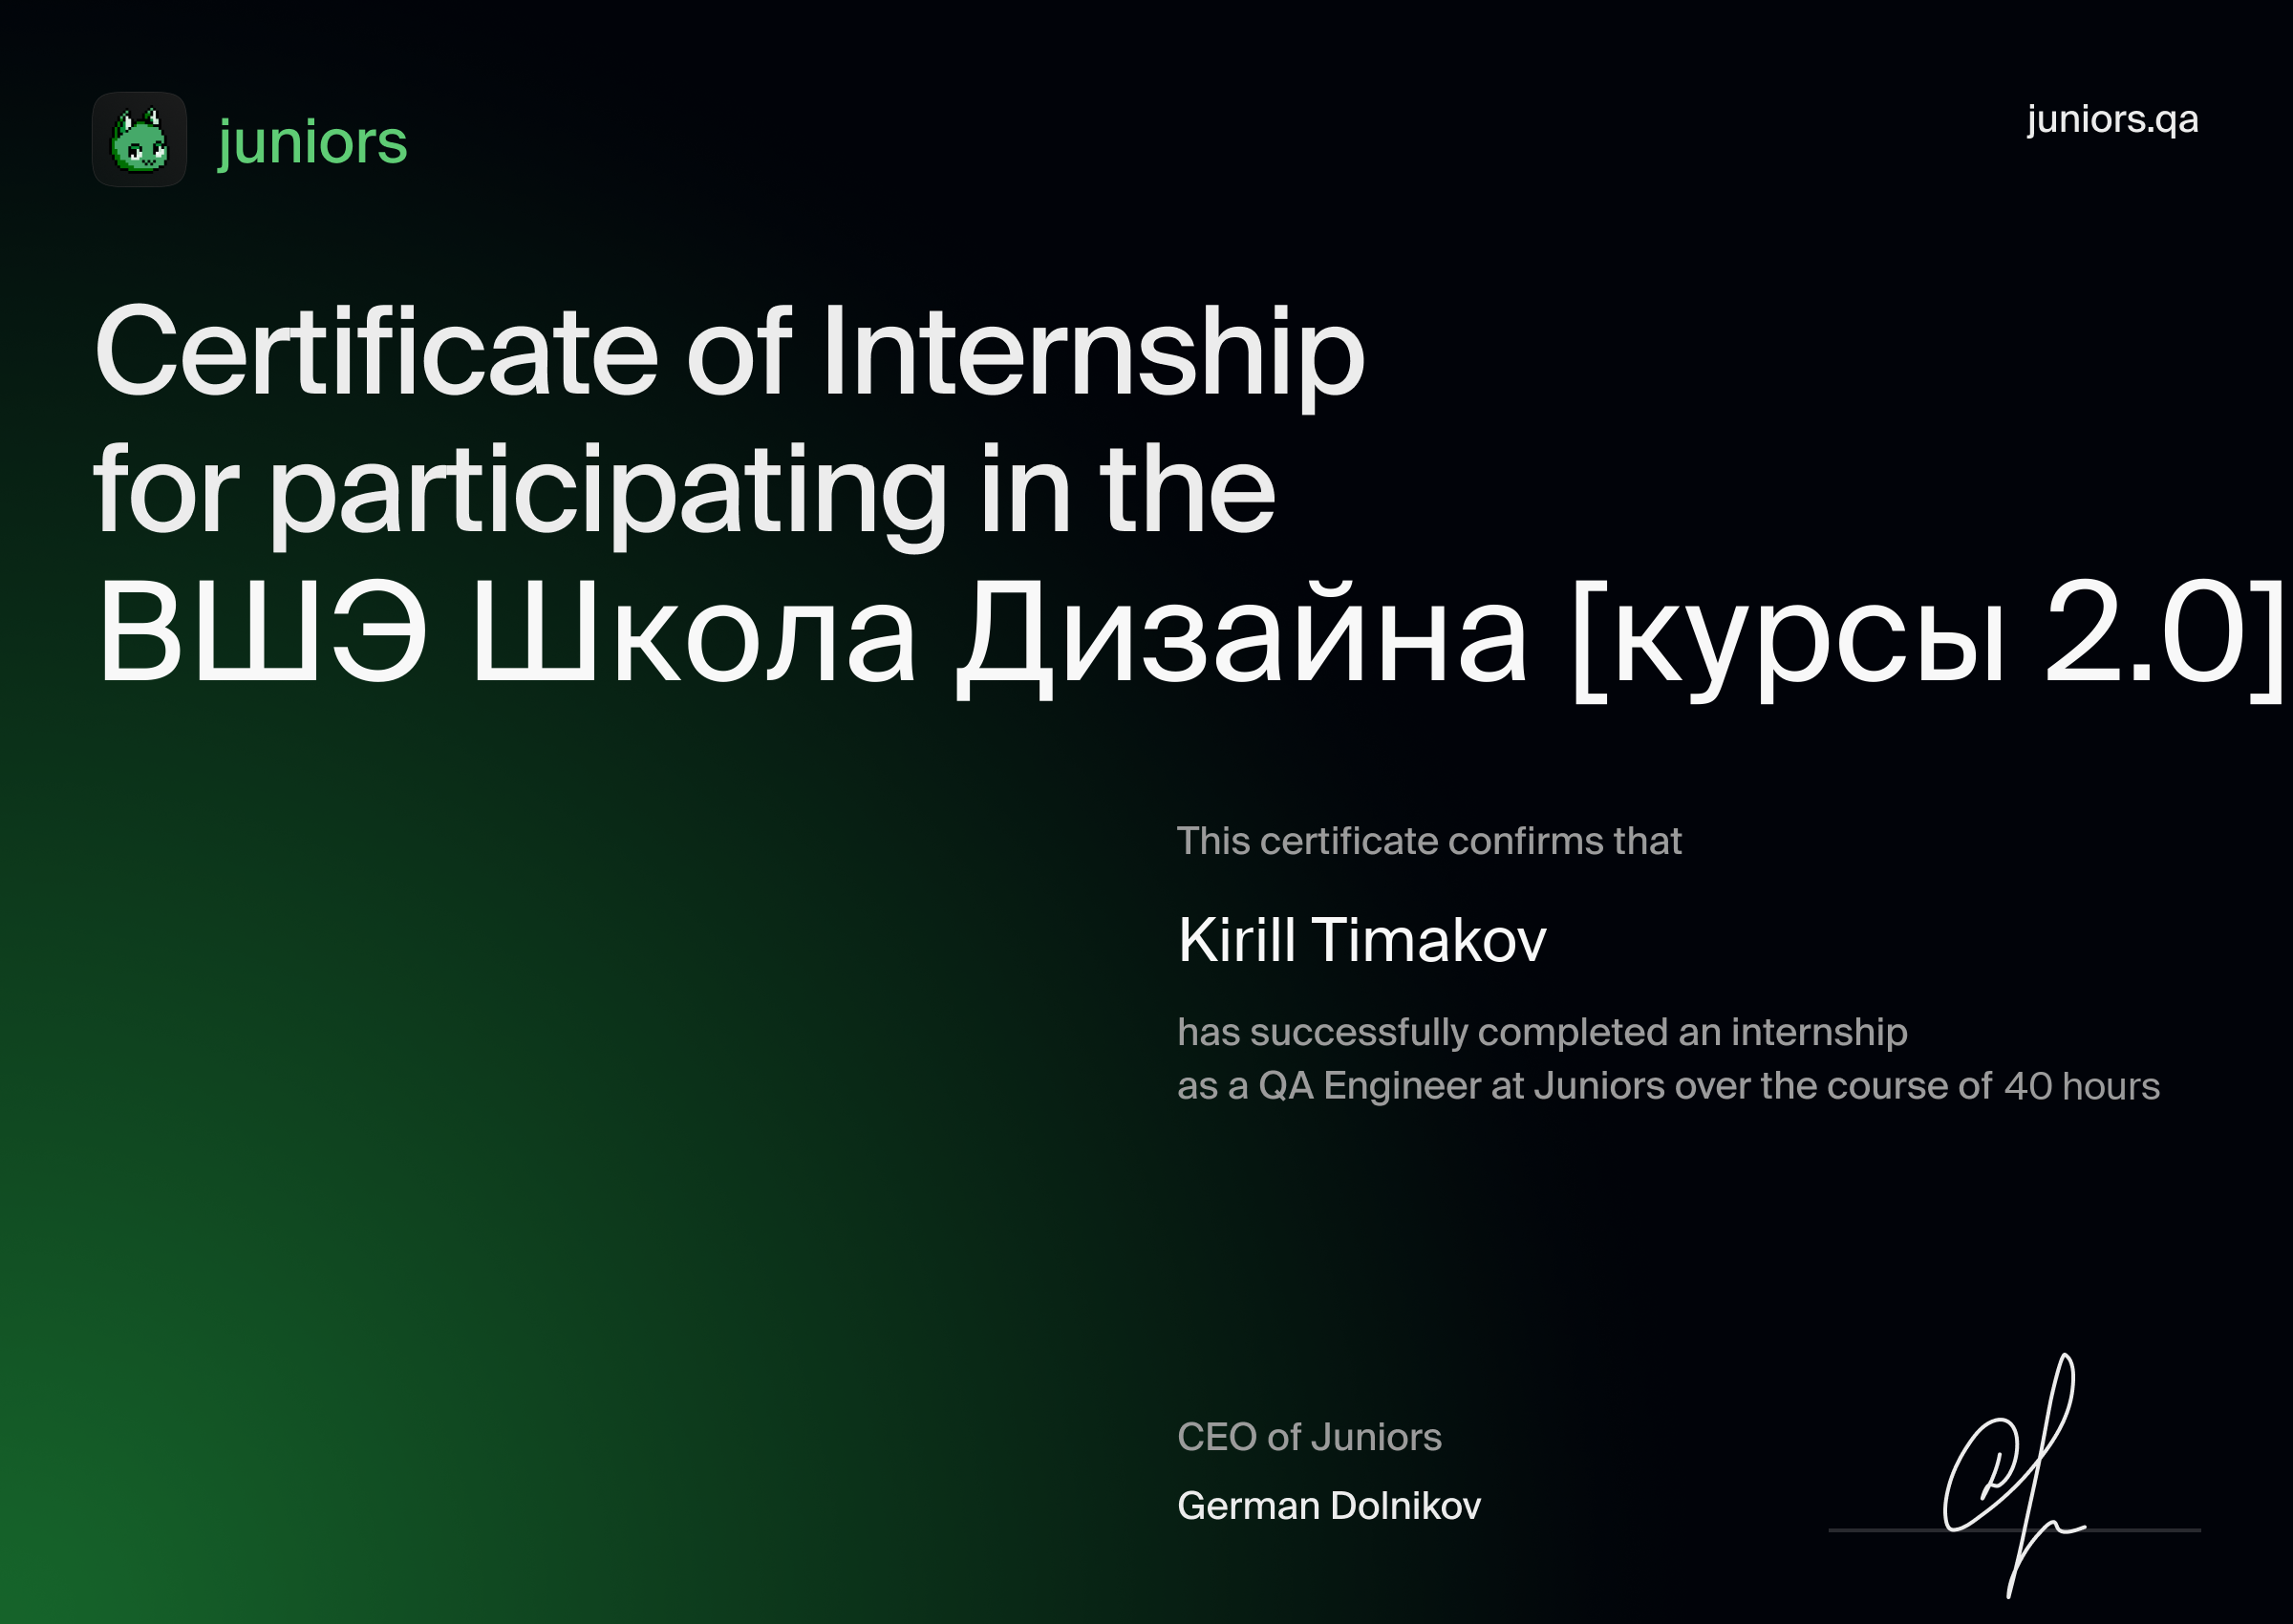 juniors
juniors.qa
Certificate of Internship
for participating in the
ВШЭ Школа Дизайна [курсы 2.0]
This certificate confirms that
Kirill Timakov
has successfully completed an internship
as a QA Engineer at Juniors over the course of 40 hours
CEO of Juniors
German Dolnikov